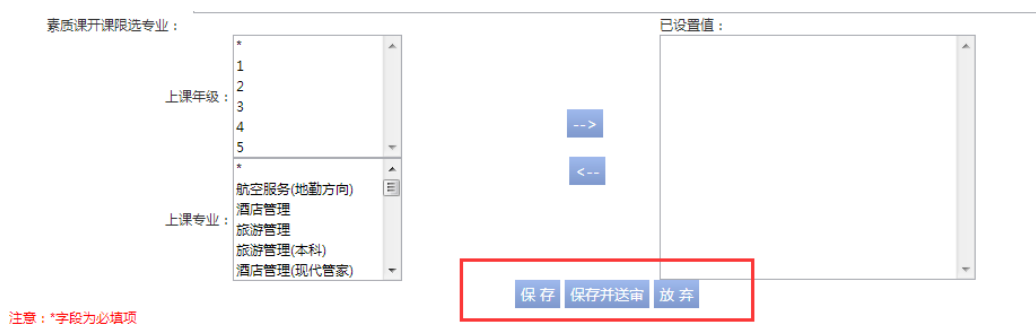 素质课开课限选专业：
已设置值：
*
1
上课年级：
2
3
4
5
-->
<--
*
航空服务(地勤方向)
酒店管理
上课专业：
旅游管理
旅游管理(本科)
酒店管理(现代管家)
保 存 保存并送审 放 弃
注意：*字段为必填项